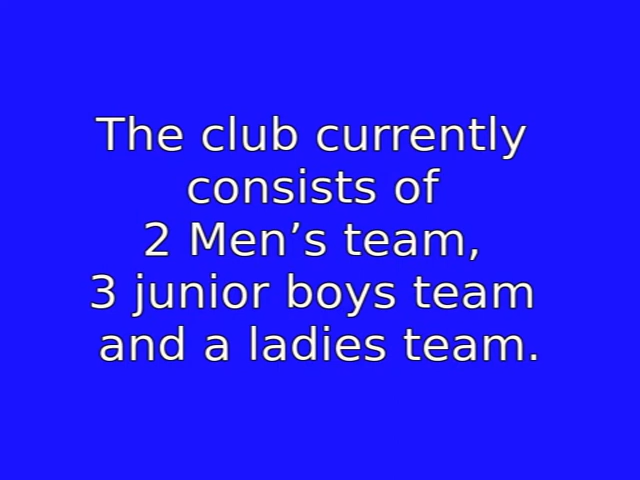 The club currently
consists of
2 Men’s team,
3 junior boys team
and a ladies team.